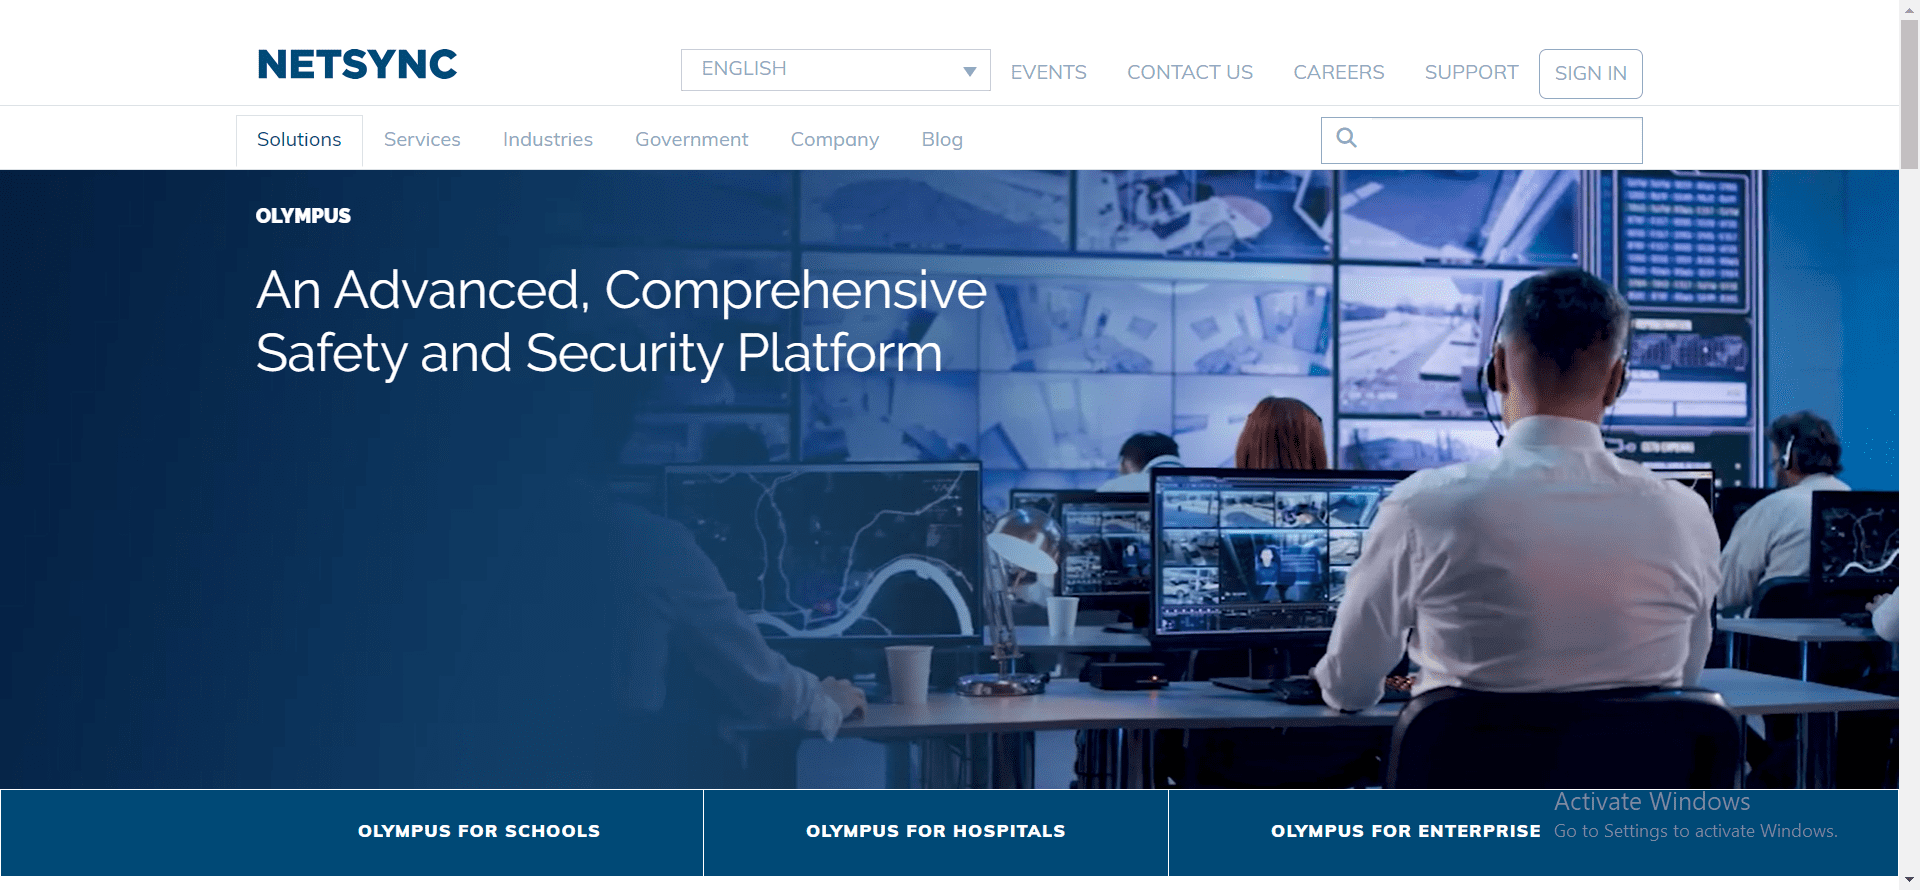 NETSYNC
ENGLISH
EVENTS
CONTACT US
CAREERS
SUPPORT
SIGN IN
Solutions
Services
Industries
Government
Company
Blog
OLYMPUS
An Advanced, Comprehensive
Safety and Security Platform
OLYMPUS FOR SCHOOLS
OLYMPUS FOR HOSPITALS
OLYMPUS FOR ENTERPRISE
Activate Windows
Go to Settings to activate Windows.